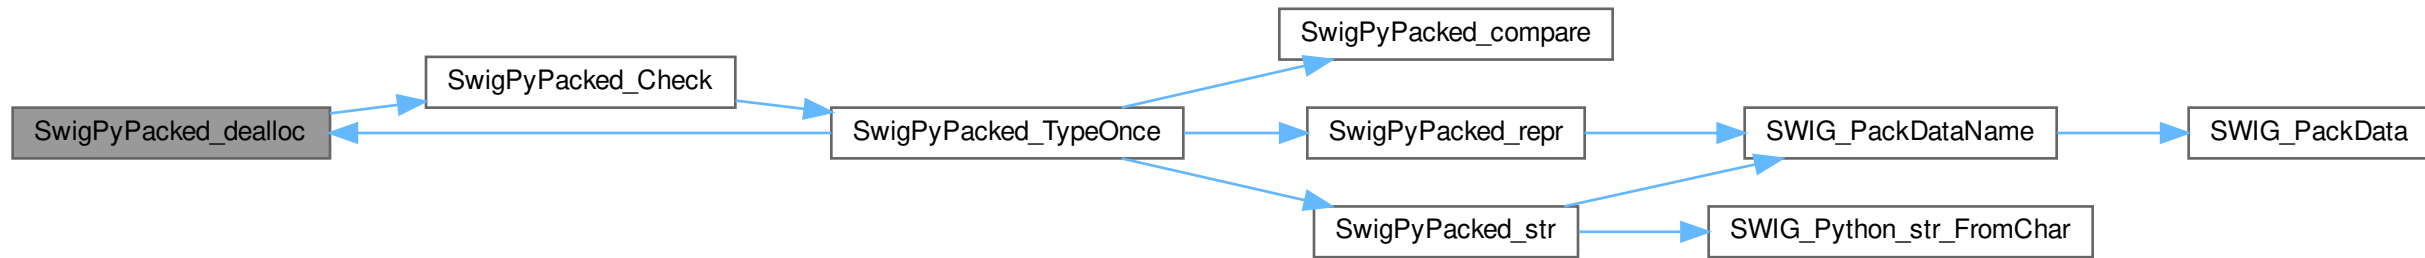 SwigPyPacked_dealloc
SwigPyPacked_Check
SwigPyPacked_TypeOnce
SwigPyPacked_compare
SwigPyPacked_repr
SwigPyPacked_str
SWIG_PackDataName
SWIG_Python_str_FromChar
SWIG_PackData